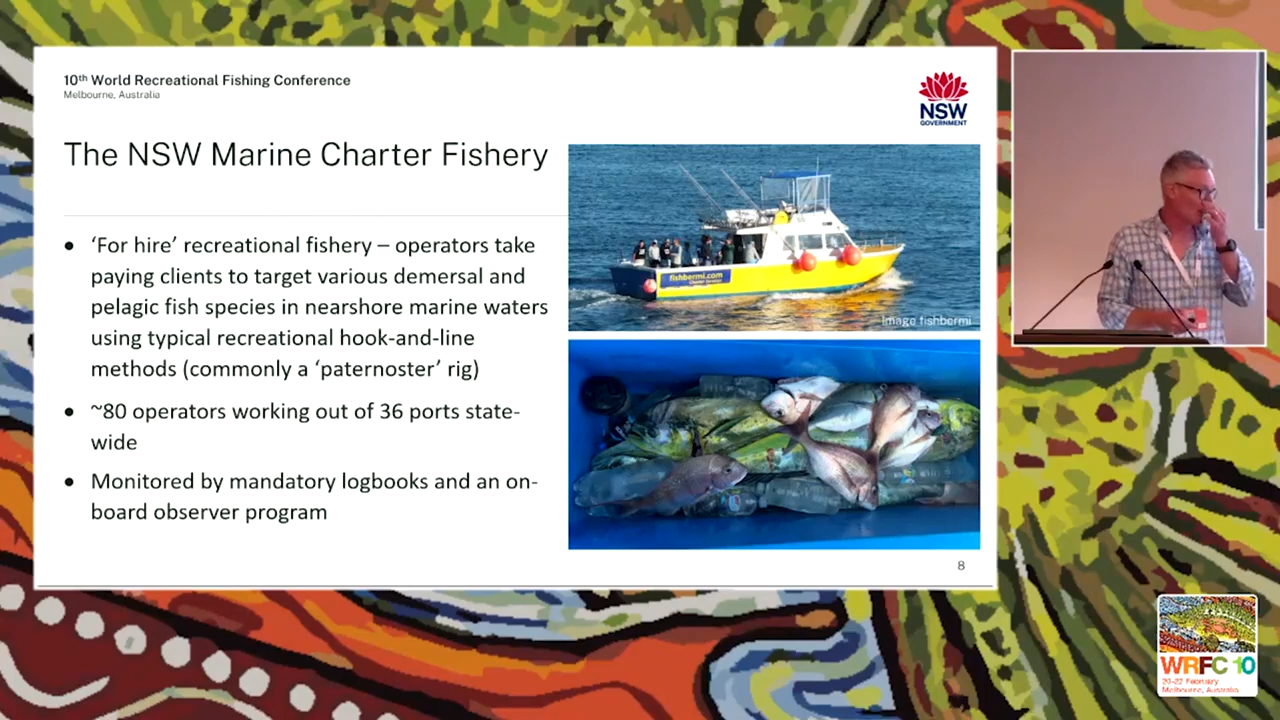 10th World Recreational Fishing Conference
Melbourne, Australia
NSW
GOVERNMENT
The NSW Marine Charter Fishery
‘For hire’ recreational fishery – operators take
paying clients to target various demersal and
pelagic fish species in nearshore marine waters
using typical recreational hook-and-line
methods (commonly a ‘paternoster’ rig)
~80 operators working out of 36 ports state-
wide
Monitored by mandatory logbooks and an on-
board observer program
fishbermi.com
Image fishbermi
8
WRFC 10
20-22 February
Melbourne, Australia